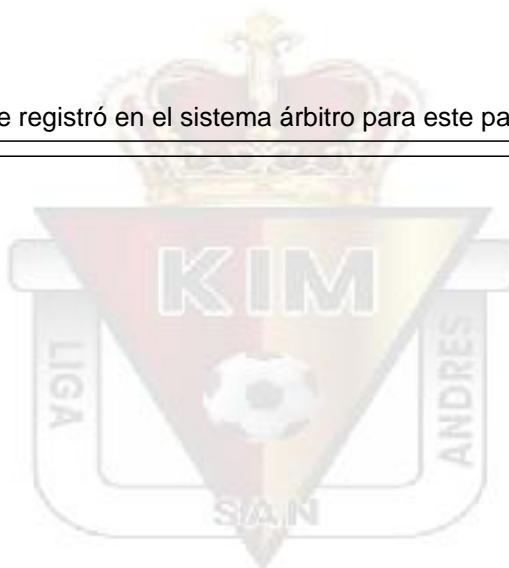 e registró en el sistema árbitro para este pa
KIM
LIGA
ANDRES
SAN